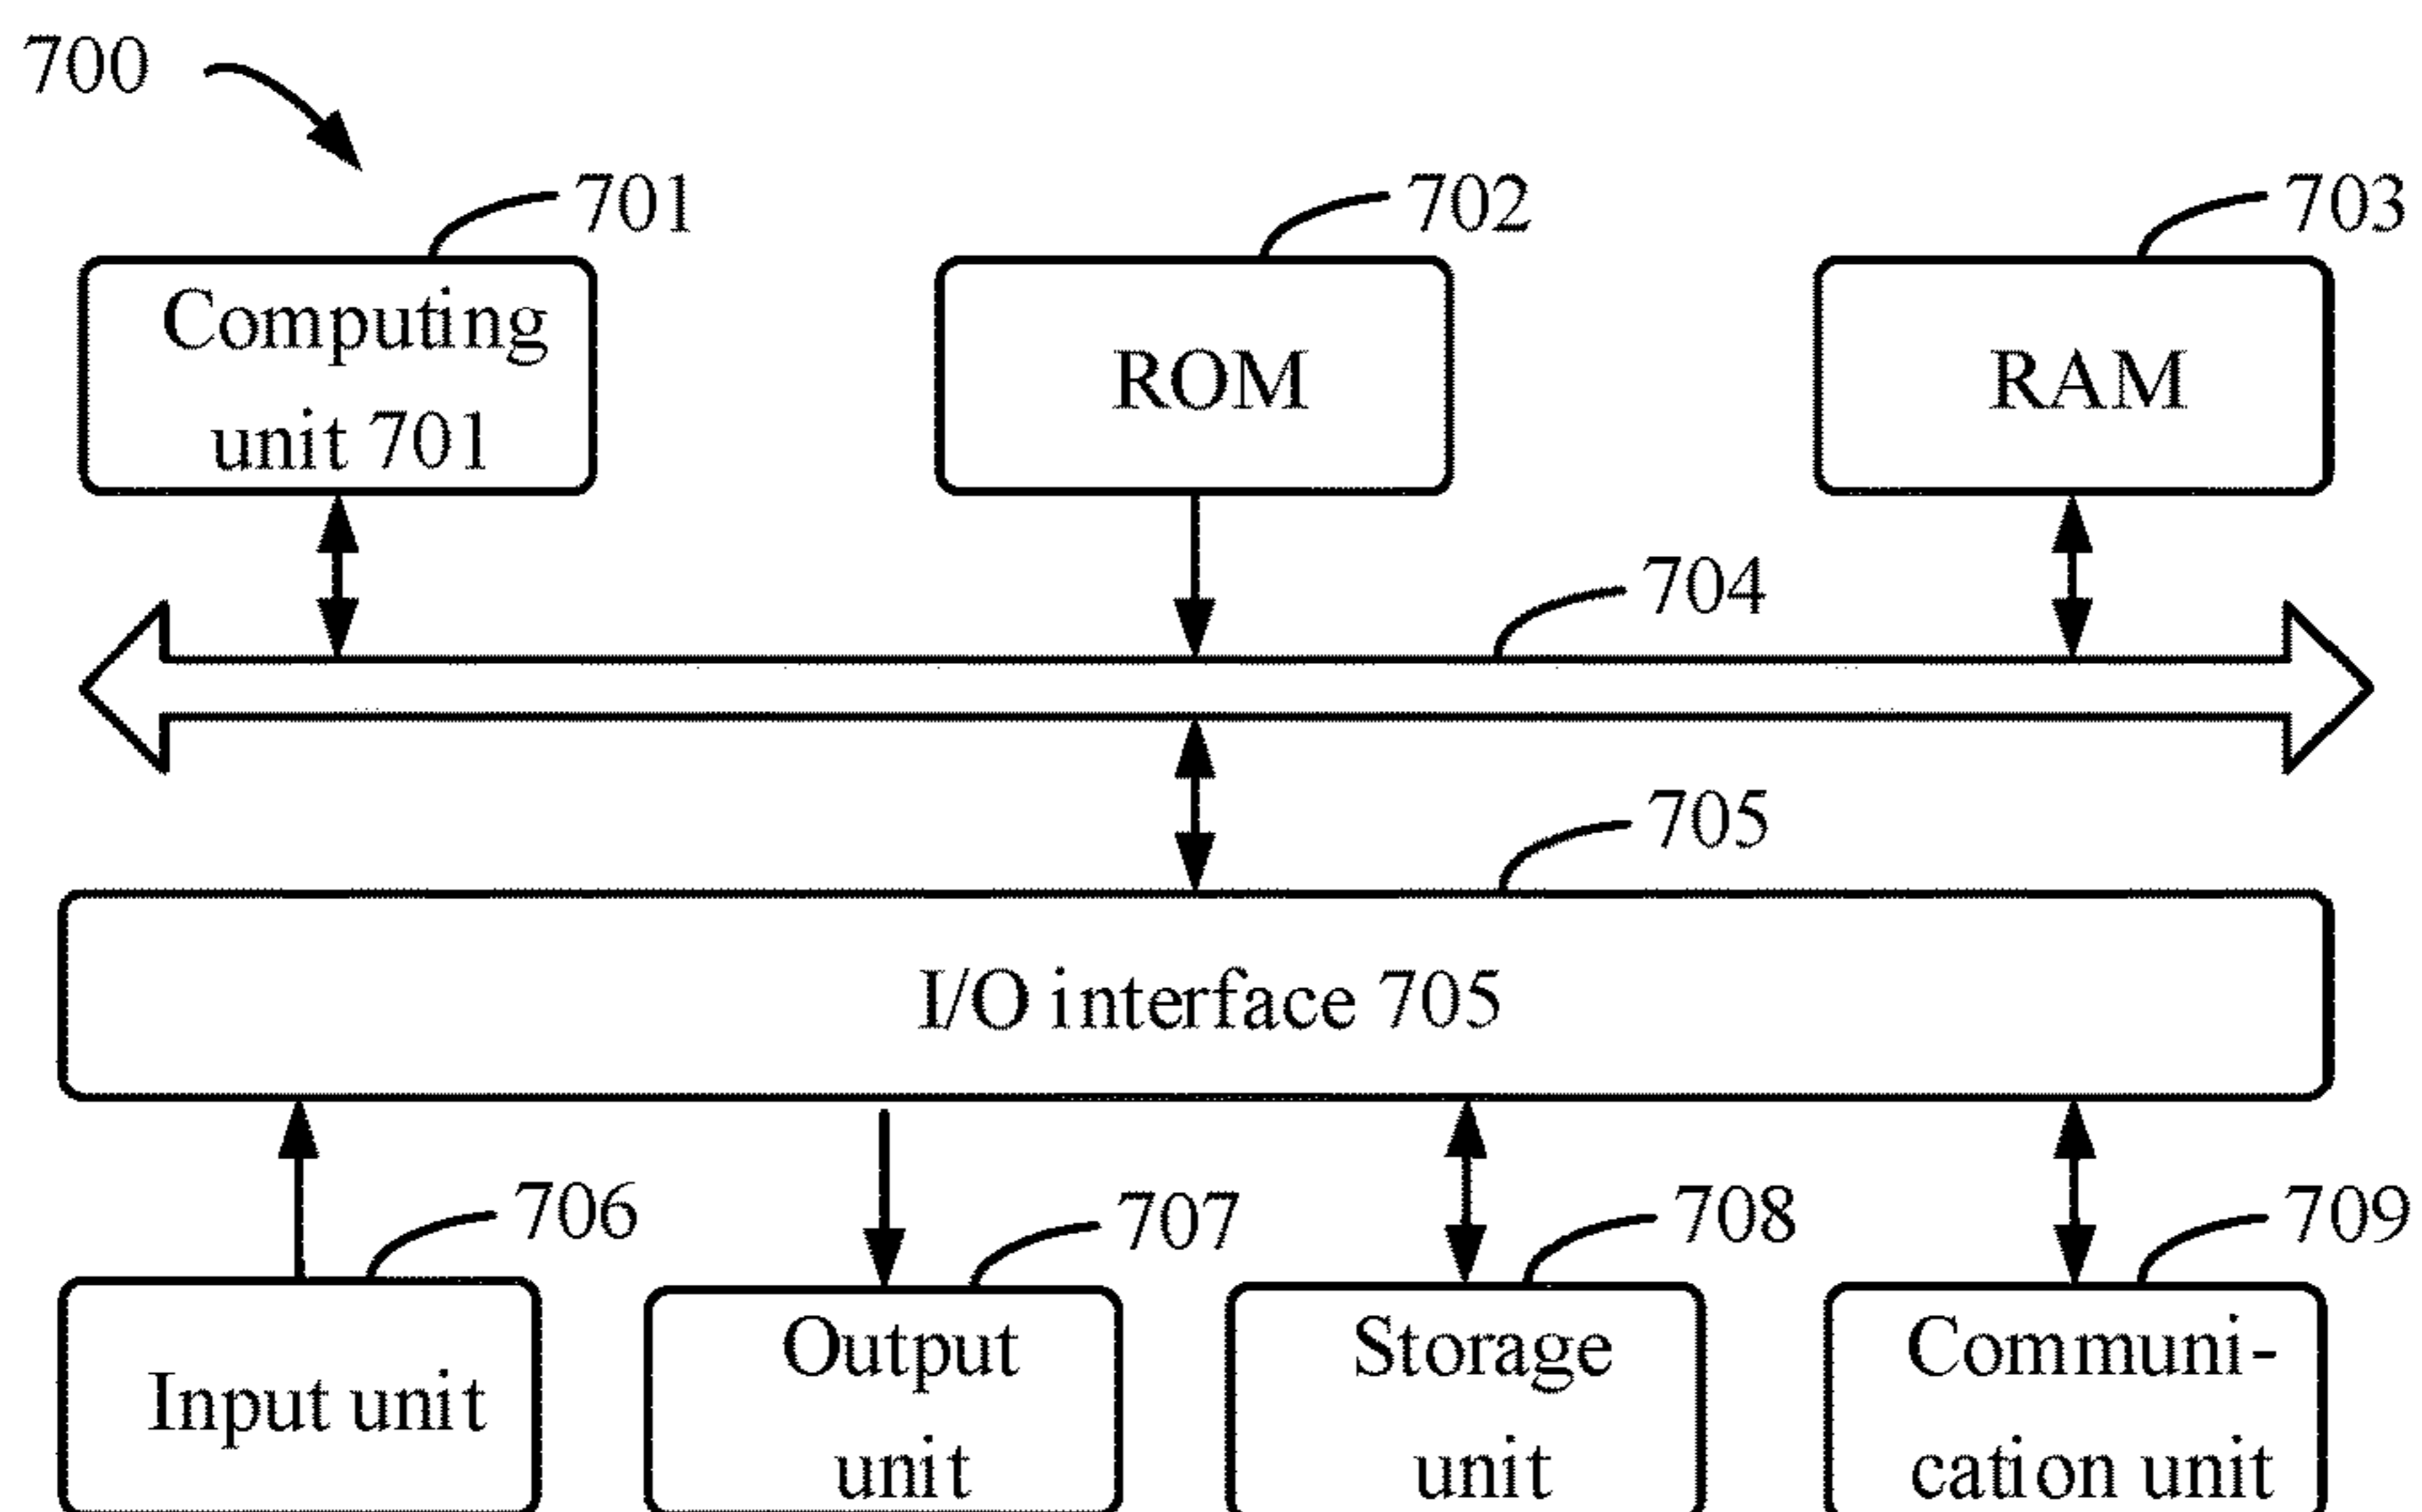 700
701
702
703
Computing
unit 701
ROM
RAM
704
705
I/O interface 705
706
707
708
709
Input unit
Output
unit
Storage
unit
Communi-
cation unit